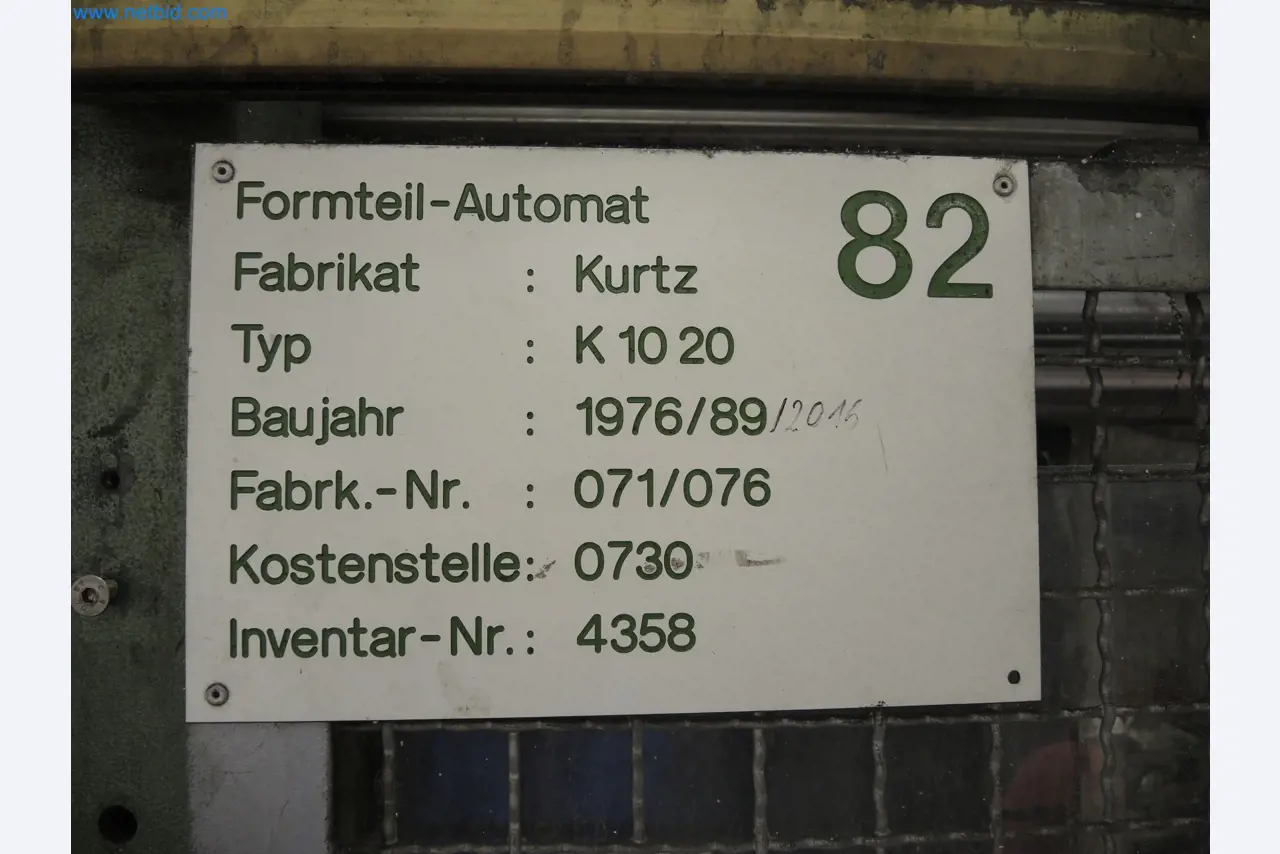 www.netbid.com
Formteil-Automat
82
Fabrikat : Kurtz
Typ : K 10 20
Baujahr : 1976/89/2016
Fabrk.-Nr. : 071/076
Kostenstelle: 0730
Inventar-Nr.: 4358